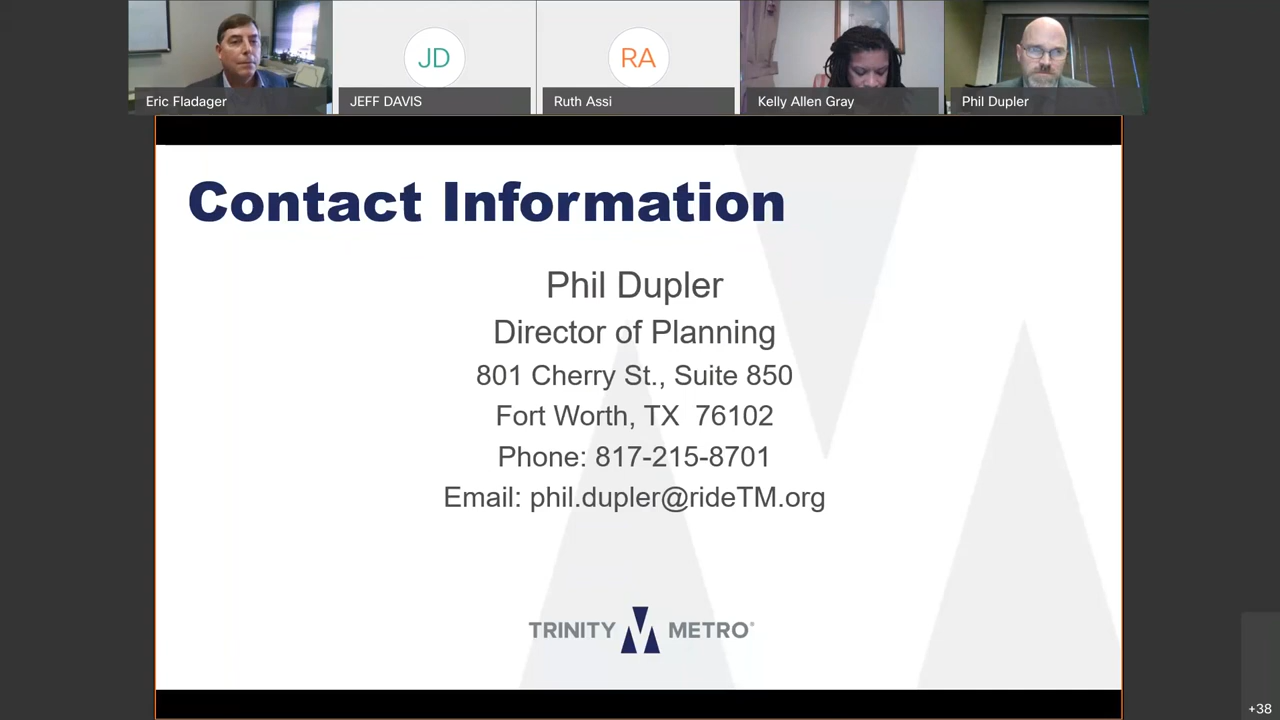 JD
RA
Eric Fladager
JEFF DAVIS
Ruth Assi
Kelly Allen Gray
Phil Dupler
Contact Information
Phil Dupler
Director of Planning
801 Cherry St., Suite 850
Fort Worth, TX 76102
Phone: 817-215-8701
Email: phil.dupler@rideTM.org
TRINITY METRO®
+38